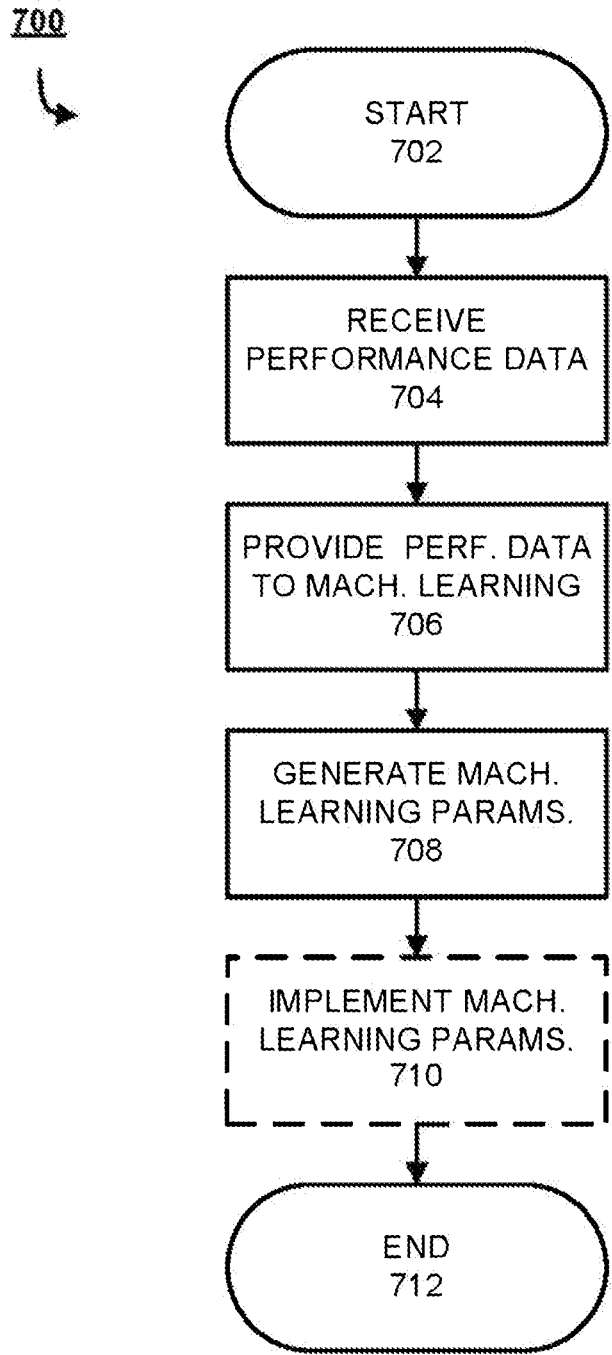 700
START
702
RECEIVE
PERFORMANCE DATA
704
PROVIDE PERF. DATA
TO MACH. LEARNING
706
GENERATE MACH.
LEARNING PARAMS.
708
IMPLEMENT MACH.
LEARNING PARAMS.
710
END
712